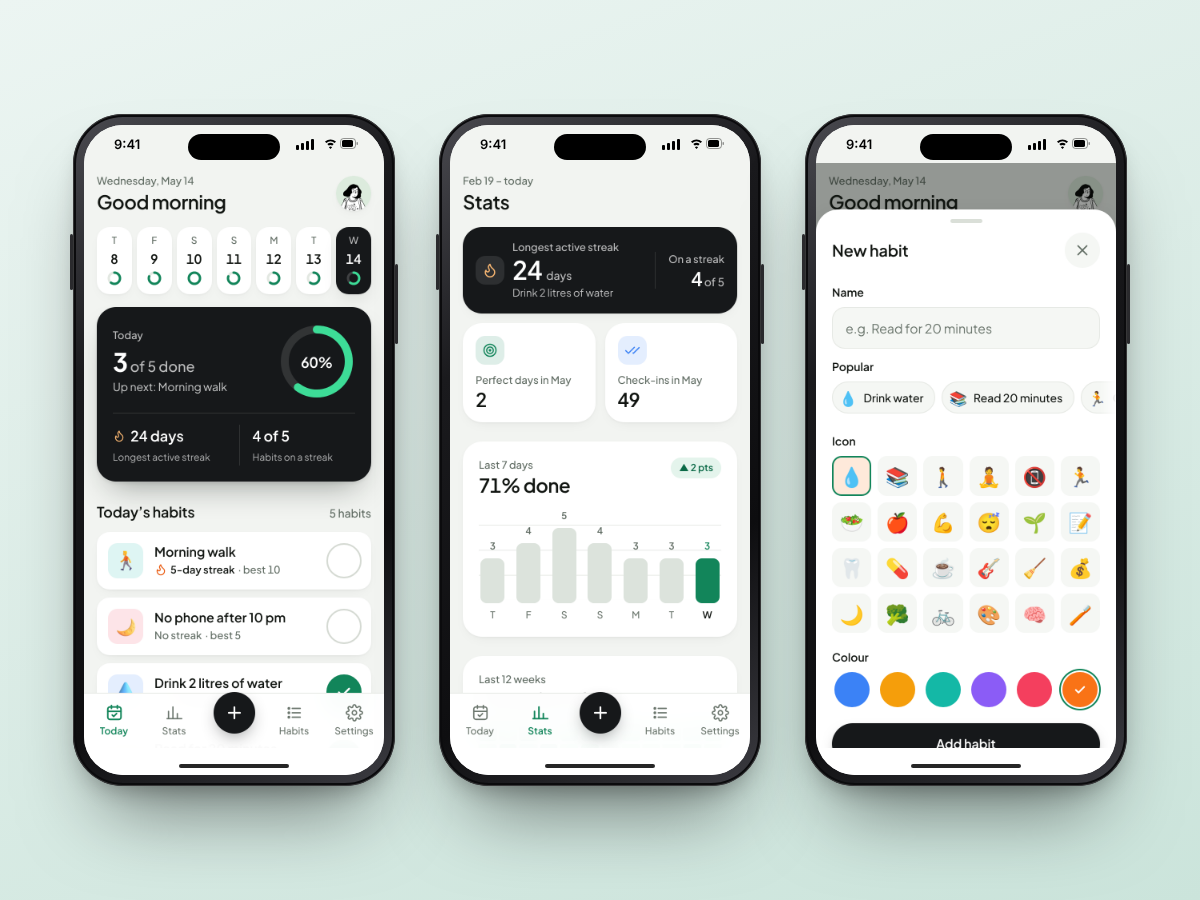 9:41
Wednesday, May 14
Good morning
T F S S M T W
8 9 10 11 12 13 14
Today
3 of 5 done
Up next: Morning walk
60%
24 days
Longest active streak
4 of 5
Habits on a streak
Today's habits
5 habits
Morning walk
5-day streak · best 10
No phone after 10 pm
No streak · best 5
Drink 2 litres of water
Today
Stats
Habits
Settings
9:41
Feb 19 – today
Stats
Longest active streak
24 days
Drink 2 litres of water
On a streak
4 of 5
Perfect days in May
2
Check-ins in May
49
Last 7 days
71% done
▲ 2 pts
3 4 5 4 3 3 3
T F S S M T W
Last 12 weeks
Today
Stats
Habits
Settings
9:41
Wednesday, May 14
Good morning
New habit
Name
e.g. Read for 20 minutes
Popular
Drink water
Read 20 minutes
Icon
Colour
Add habit